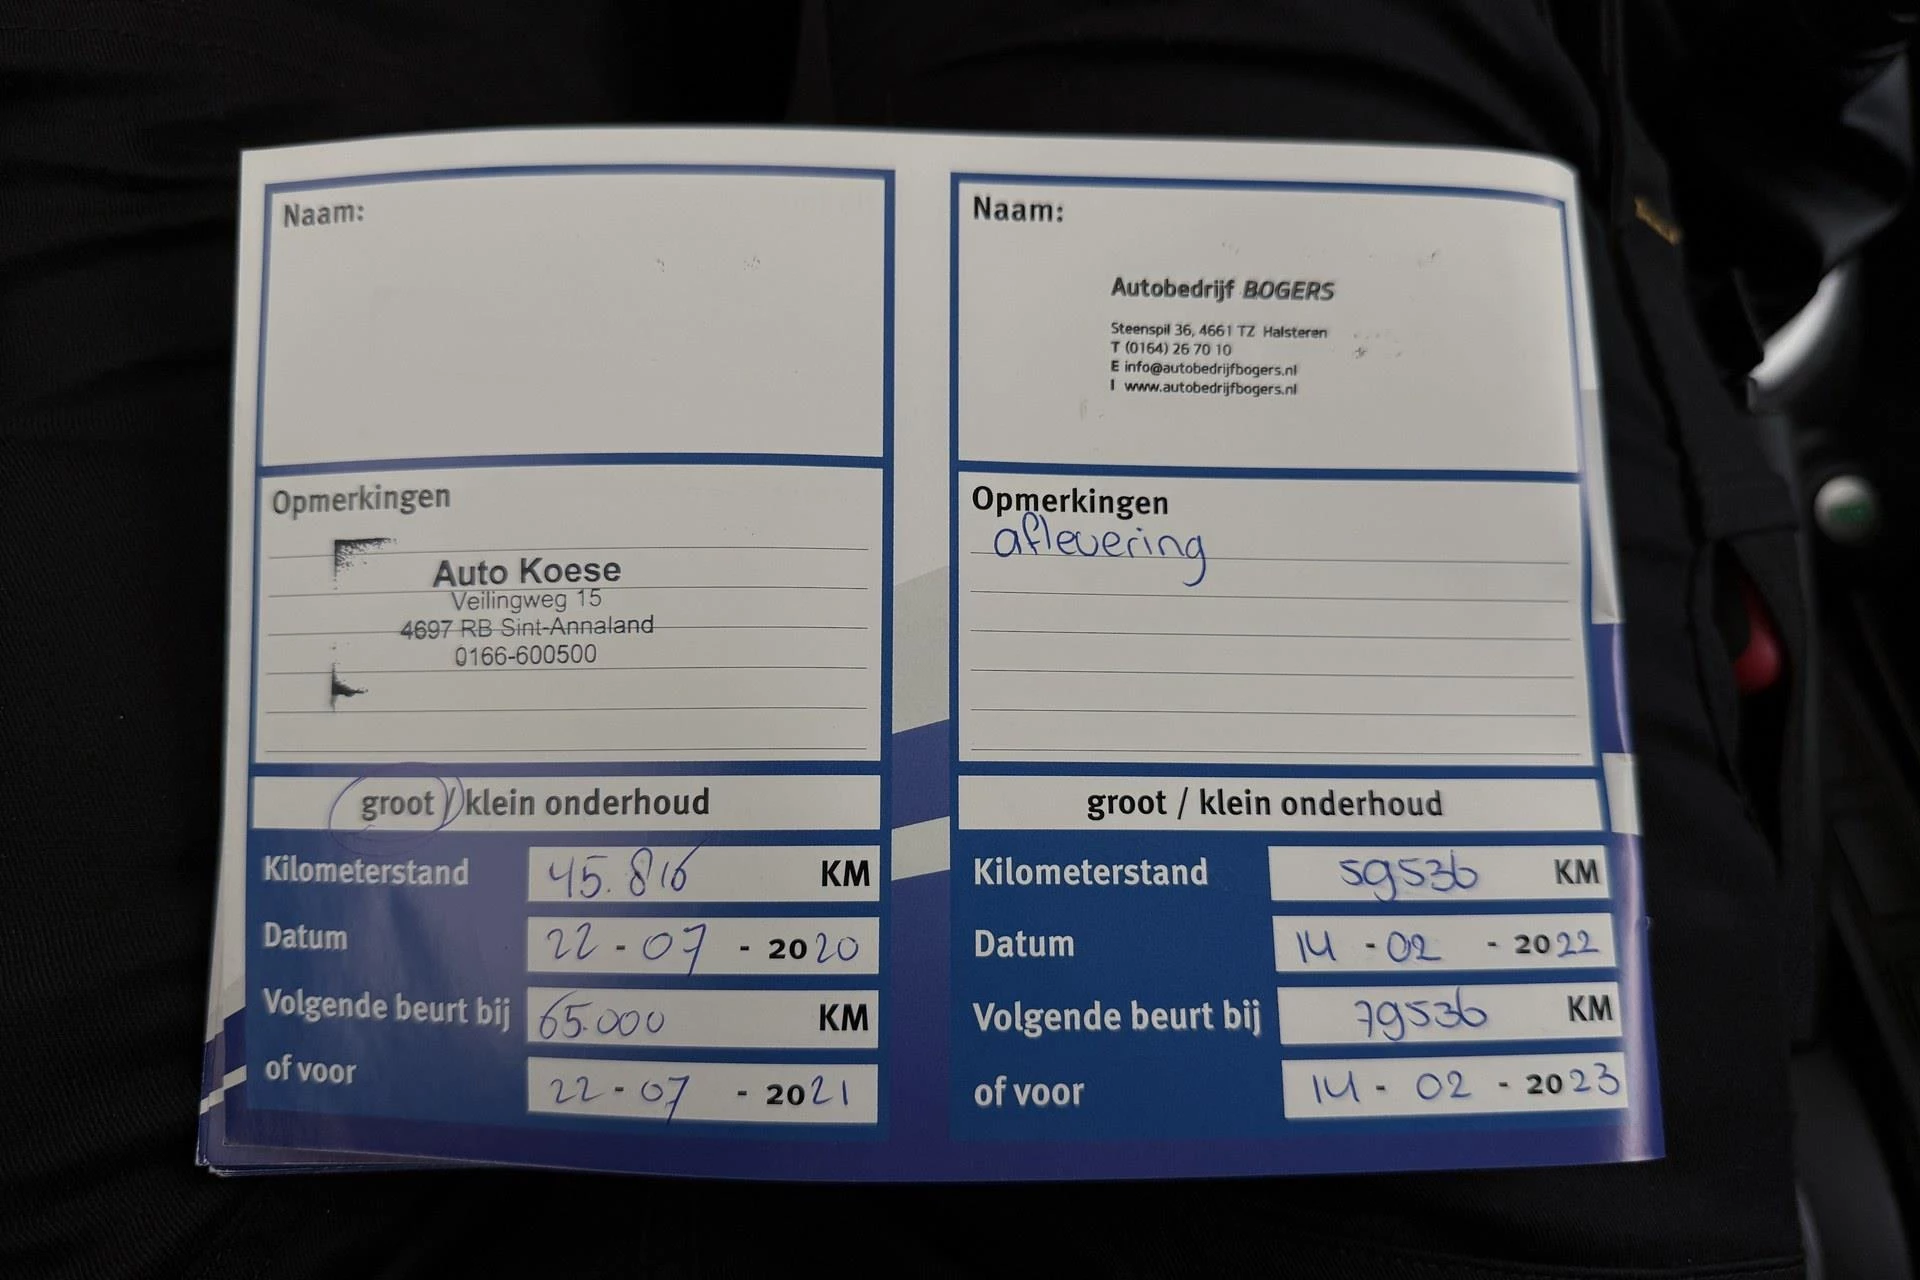 Naam:
Opmerkingen
Auto Koese
Veilingweg 15
4697 RB Sint-Annaland
0166-600500
groot / klein onderhoud
Kilometerstand 45.816 KM
Datum 22 - 07 - 2020
Volgende beurt bij 65.000 KM
of voor 22 - 07 - 2021
Naam:
Autobedrijf BOGERS
Steenspil 36, 4661 TZ Halsteren
T (0164) 26 70 10
E info@autobedrijfbogers.nl
I www.autobedrijfbogers.nl
Opmerkingen
aflevering
groot / klein onderhoud
Kilometerstand 59536 KM
Datum 14 - 02 - 2022
Volgende beurt bij 79536 KM
of voor 14 - 02 - 2023